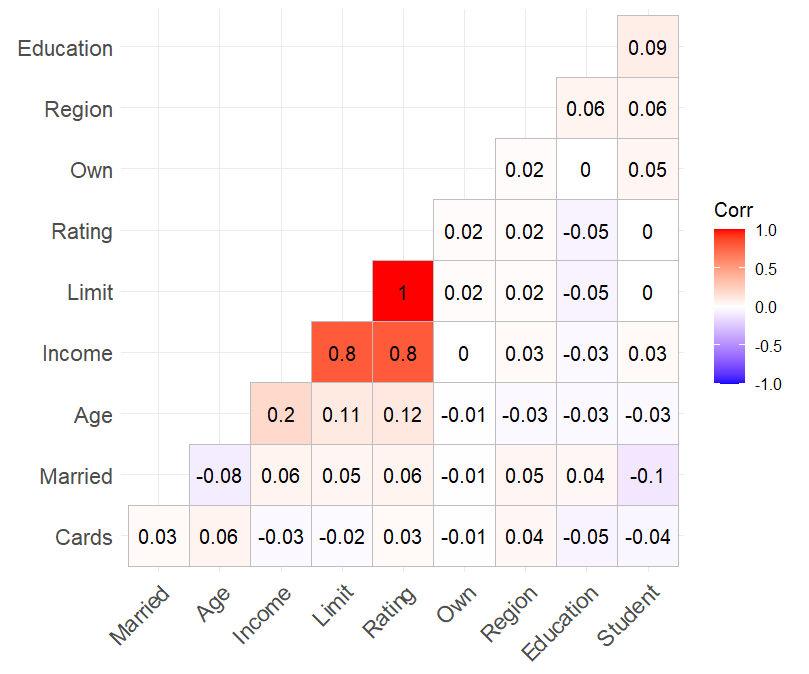 Education 0.09
Region 0.06 0.06
Own 0.02 0 0.05
Corr
Rating 0.02 0.02 -0.05 0
1.0
0.5
0.0
-0.5
-1.0
Limit 1 0.02 0.02 -0.05 0
Income 0.8 0.8 0 0.03 -0.03 0.03
Age 0.2 0.11 0.12 -0.01 -0.03 -0.03 -0.03
Married -0.08 0.06 0.05 0.06 -0.01 0.05 0.04 -0.1
Cards 0.03 0.06 -0.03 -0.02 0.03 -0.01 0.04 -0.05 -0.04
Married Age Income Limit Rating Own Region Education Student